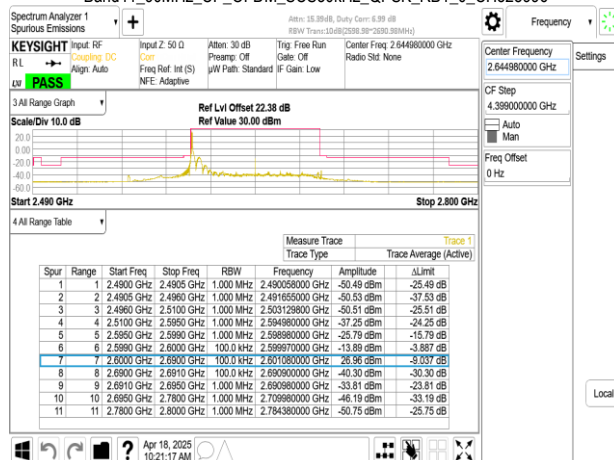 Spectrum Analyzer 1
Spurious Emissions
Attn: 15.39dB, Duty Corr: 6.99 dB
Frequency
Settings
KEYSIGHT Input: RF Input Z: 50 Ω Atten: 30 dB Trig: Free Run Center Freq: 2.644980000 GHz
RL Coupling: DC Corr Preamp: Off Gate: Off Radio Std: None
Align: Auto Freq Ref: Int (S) µW Path: Standard IF Gain: Low
PASS NFE: Adaptive
Center Frequency
2.644980000 GHz
CF Step
4.399000000 GHz
Auto
Man
Freq Offset
0 Hz
3 All Range Graph
Ref Lvl Offset 22.38 dB
Scale/Div 10.0 dB Ref Value 30.00 dBm
20.0
0.00
-20.0
-40.0
-60.0
Start 2.490 GHz Stop 2.800 GHz
4 All Range Table
Measure Trace Trace 1
Trace Type Trace Average (Active)
Spur Range Start Freq Stop Freq RBW Frequency Amplitude ΔLimit
1 1 2.4900 GHz 2.4905 GHz 1.000 MHz 2.490058000 GHz -50.49 dBm -25.49 dB
2 2 2.4905 GHz 2.4960 GHz 1.000 MHz 2.491655000 GHz -50.53 dBm -37.53 dB
3 3 2.4960 GHz 2.5100 GHz 1.000 MHz 2.503129800 GHz -50.51 dBm -25.51 dB
4 4 2.5100 GHz 2.5950 GHz 1.000 MHz 2.594980000 GHz -37.25 dBm -24.25 dB
5 5 2.5950 GHz 2.5990 GHz 1.000 MHz 2.598980000 GHz -25.79 dBm -15.79 dB
6 6 2.5990 GHz 2.6000 GHz 100.0 kHz 2.599970000 GHz -13.89 dBm -3.887 dB
7 7 2.6000 GHz 2.6900 GHz 100.0 kHz 2.601080000 GHz 26.96 dBm -9.037 dB
8 8 2.6900 GHz 2.6910 GHz 100.0 kHz 2.690900000 GHz -40.30 dBm -30.30 dB
9 9 2.6910 GHz 2.6950 GHz 1.000 MHz 2.690980000 GHz -33.81 dBm -23.81 dB
10 10 2.6950 GHz 2.7800 GHz 1.000 MHz 2.709980000 GHz -46.19 dBm -33.19 dB
11 11 2.7800 GHz 2.8000 GHz 1.000 MHz 2.784380000 GHz -50.75 dBm -25.75 dB
Local
?
Apr 18, 2025
10:21:17 AM